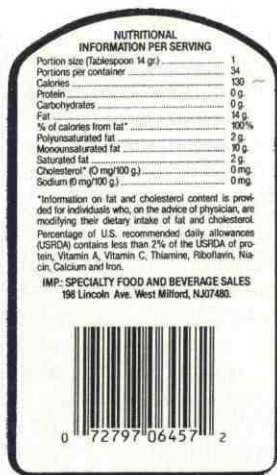 NUTRITIONAL
INFORMATION PER SERVING
Portion size (Tablespoon 14 gr.) 1
Portions per container 34
Calories 130
Protein 0 g.
Carbohydrates 0 g.
Fat 14 g.
% of calories from fat* 100%
Polyunsaturated fat 2 g.
Monounsaturated fat 10 g.
Saturated fat 2 g.
Cholesterol* (O mg/100 g.) 0 mg.
Sodium (0 mg/100 g.) 0 mg.
*Information on fat and cholesterol content is provi-
ded for individuals who, on the advice of physician, are
modifying their dietary intake of fat and cholesterol.
Percentage of U.S. recommended daily allowances
(USRDA) contains less than 2% of the USRDA of pro-
tein, Vitamin A, Vitamin C, Thiamine, Riboflavin, Nia-
cin, Calcium and Iron.
IMP.: SPECIALTY FOOD AND BEVERAGE SALES
198 Lincoln Ave. West Milford, NJ07480.
0 72797 06457 2